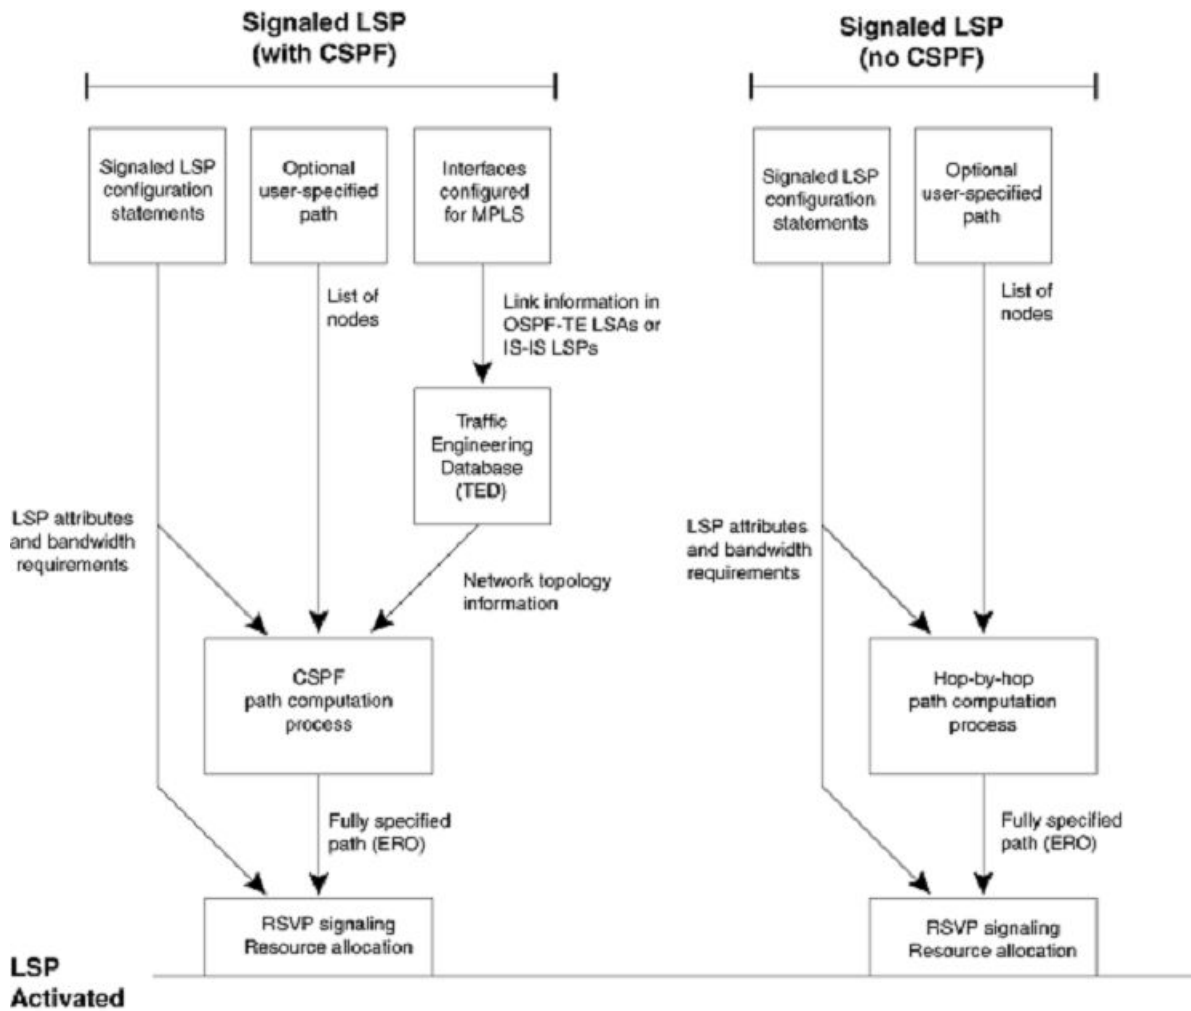 Signaled LSP
(with CSPF)
Signaled LSP
(no CSPF)
Signaled LSP
configuration
statements
Optional
user-specified
path
Interfaces
configured
for MPLS
Signaled LSP
configuration
statements
Optional
user-specified
path
List of
nodes
Link information in
OSPF-TE LSAs or
IS-IS LSPs
List of
nodes
Traffic
Engineering
Database
(TED)
LSP attributes
and bandwidth
requirements
LSP attributes
and bandwidth
requirements
Network topology
information
CSPF
path computation
process
Hop-by-hop
path computation
process
Fully specified
path (ERO)
Fully specified
path (ERO)
RSVP signaling
Resource allocation
RSVP signaling
Resource allocation
LSP
Activated